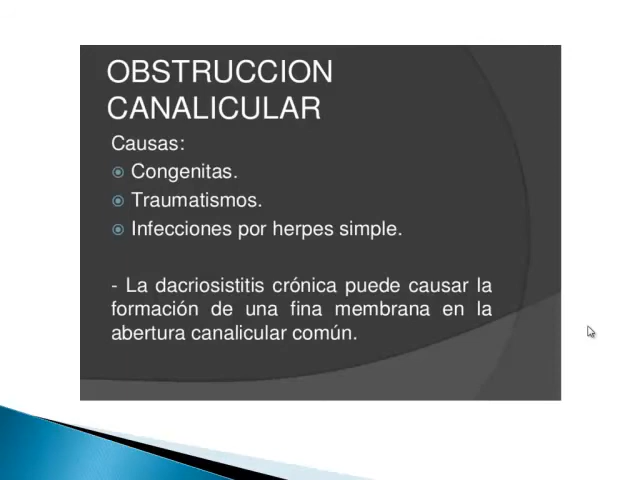 OBSTRUCCION
CANALICULAR
Causas:
Congenitas.
Traumatismos.
Infecciones por herpes simple.
- La dacriosistitis crónica puede causar la
formación de una fina membrana en la
abertura canalicular común.